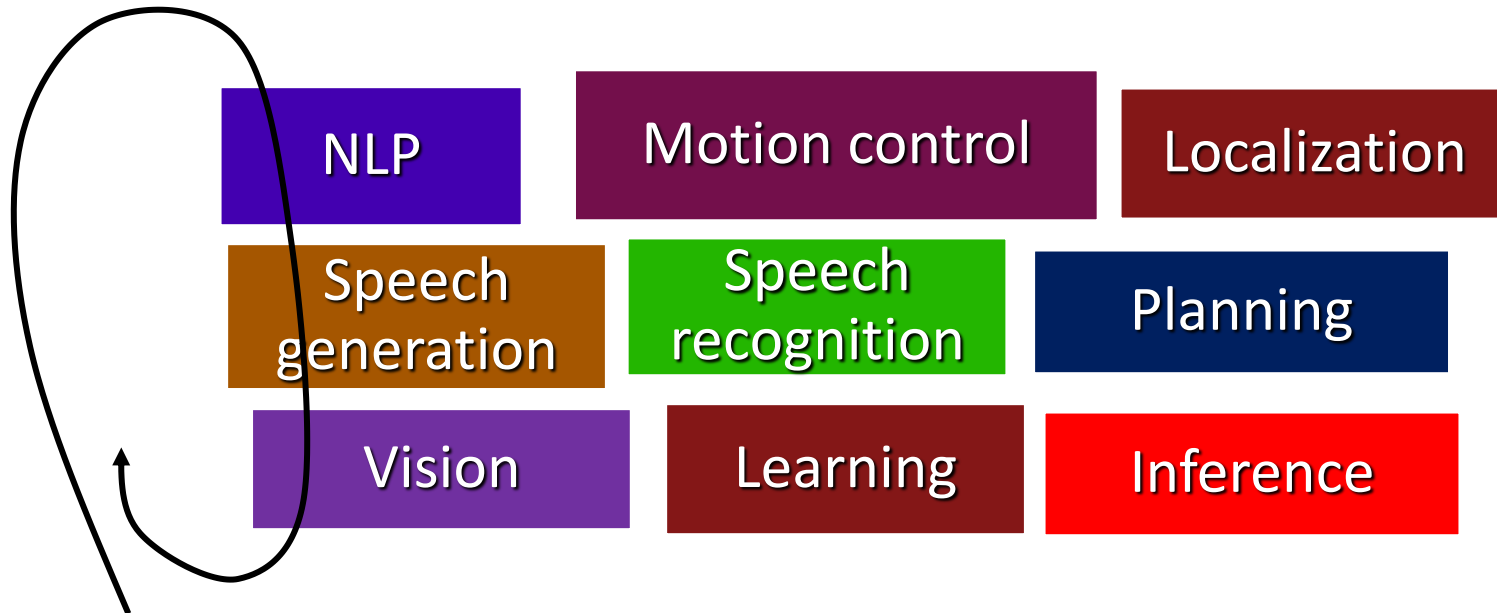 NLP
Motion control
Localization
Speech
generation
Speech
recognition
Planning
Vision
Learning
Inference